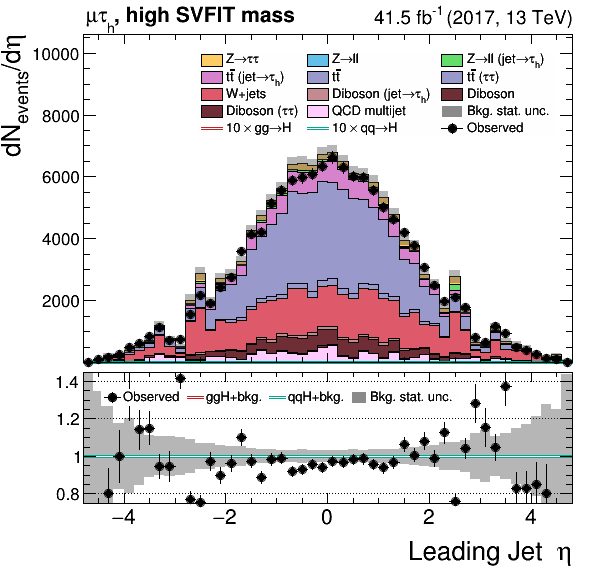 μτh, high SVFIT mass 41.5 fb⁻¹ (2017, 13 TeV)
dNevents/dη
10000
8000
6000
4000
2000
Z→ττ Z→ll Z→ll (jet→τh)
tt̄ (jet→τh) tt̄ tt̄ (ττ)
W+jets Diboson (jet→τh) Diboson
Diboson (ττ) QCD multijet Bkg. stat. unc.
10 × gg→H 10 × qq→H Observed
1.4
1.2
1
0.8
Observed ggH+bkg. qqH+bkg. Bkg. stat. unc.
−4 −2 0 2 4
Leading Jet η